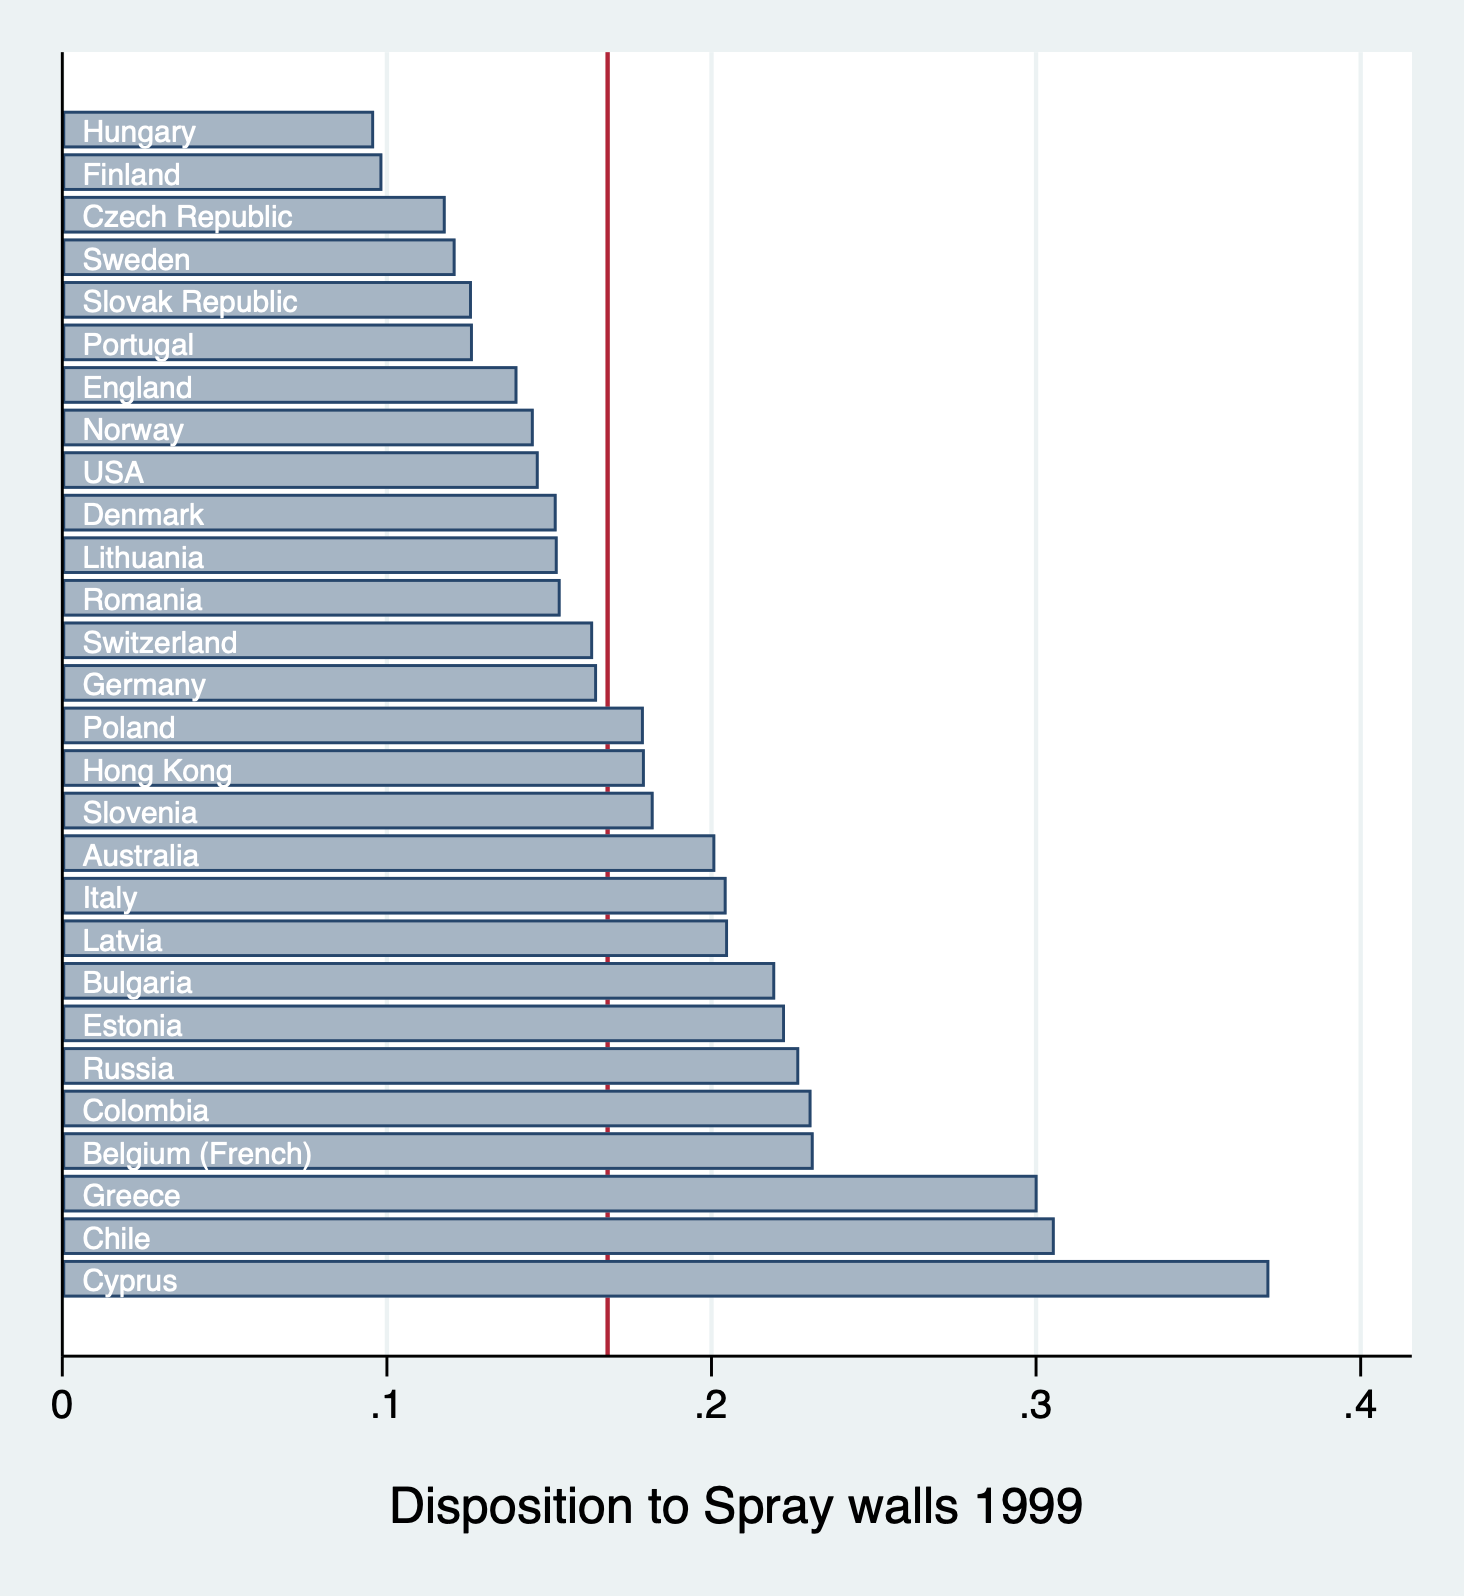 Hungary
Finland
Czech Republic
Sweden
Slovak Republic
Portugal
England
Norway
USA
Denmark
Lithuania
Romania
Switzerland
Germany
Poland
Hong Kong
Slovenia
Australia
Italy
Latvia
Bulgaria
Estonia
Russia
Colombia
Belgium (French)
Greece
Chile
Cyprus
0 .1 .2 .3 .4
Disposition to Spray walls 1999